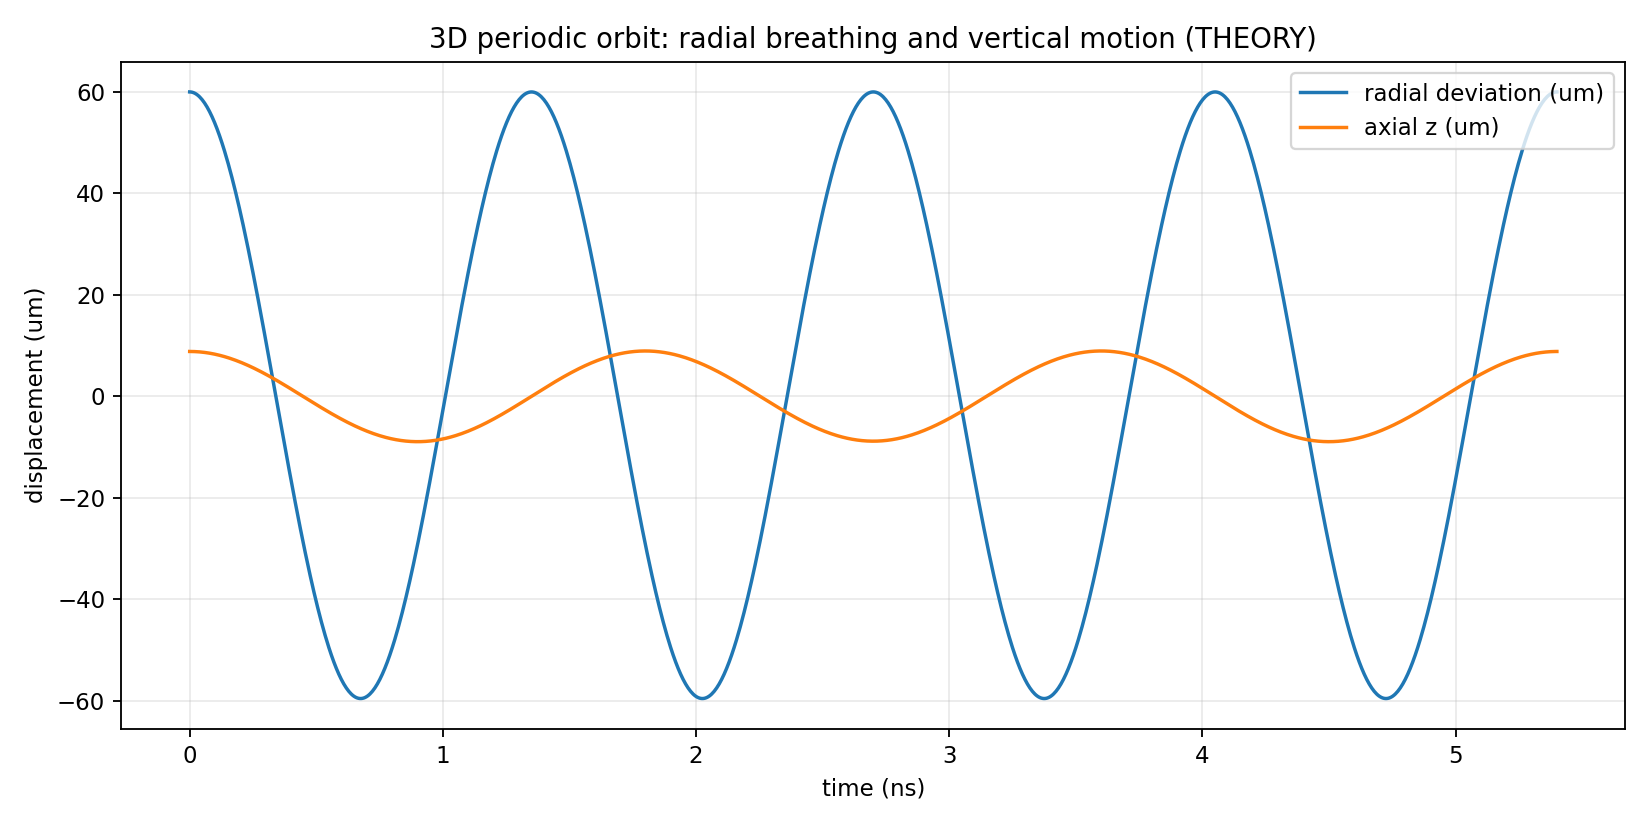 3D periodic orbit: radial breathing and vertical motion (THEORY)
radial deviation (um)
axial z (um)
displacement (um)
60
40
20
0
−20
−40
−60
0 1 2 3 4 5
time (ns)